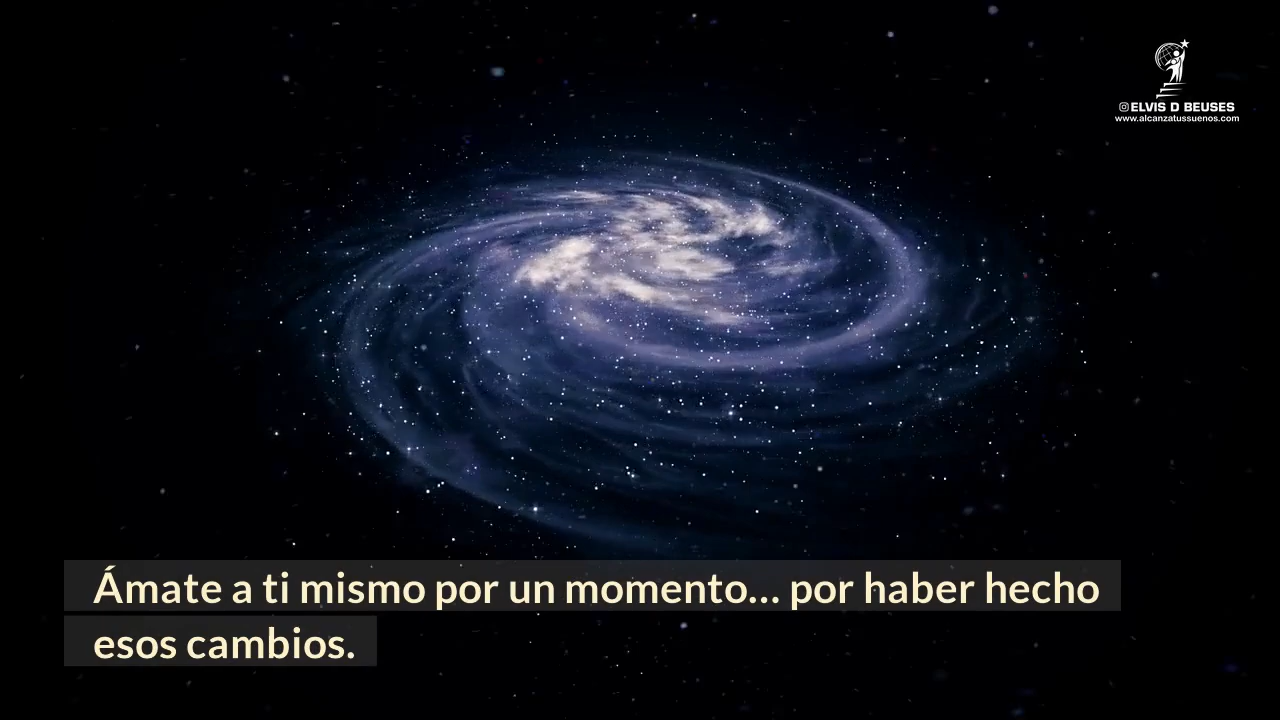 ELVIS D BEUSES
www.alcanzatussuenos.com
Ámate a ti mismo por un momento... por haber hecho
esos cambios.